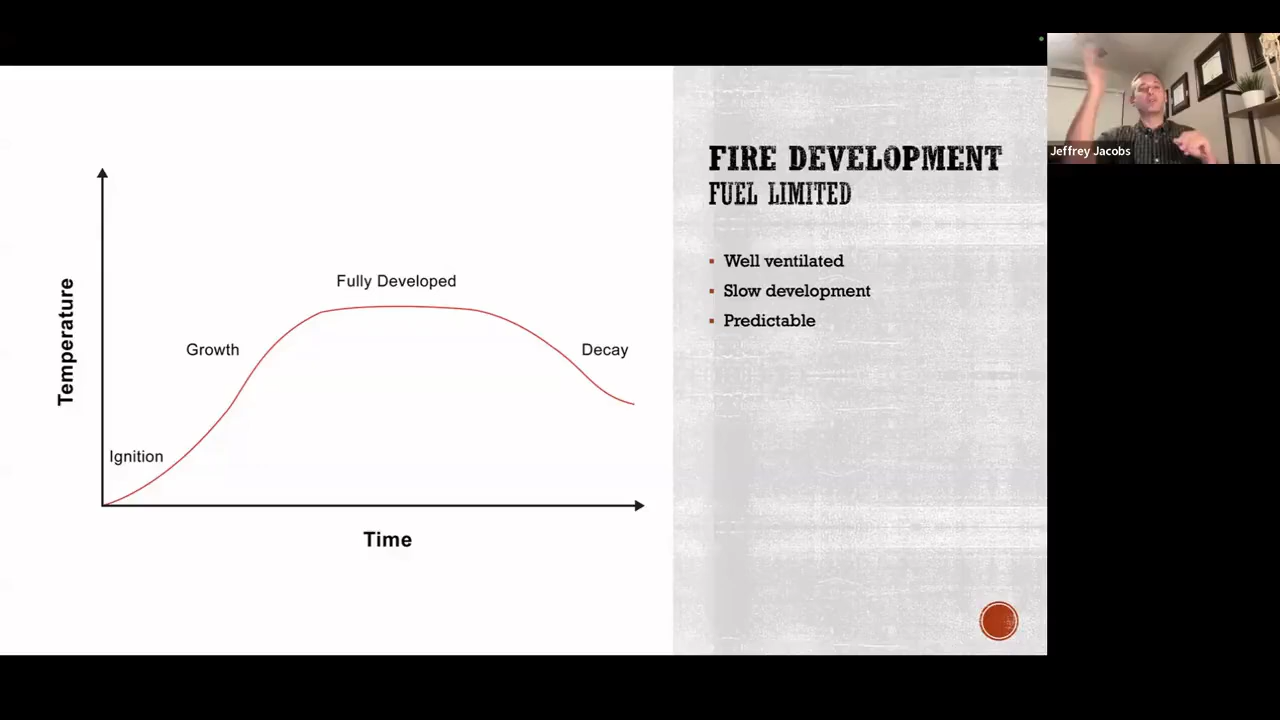 FIRE DEVELOPMENT
FUEL LIMITED
Well ventilated
Slow development
Predictable
Temperature
Fully Developed
Growth
Decay
Ignition
Time
Jeffrey Jacobs